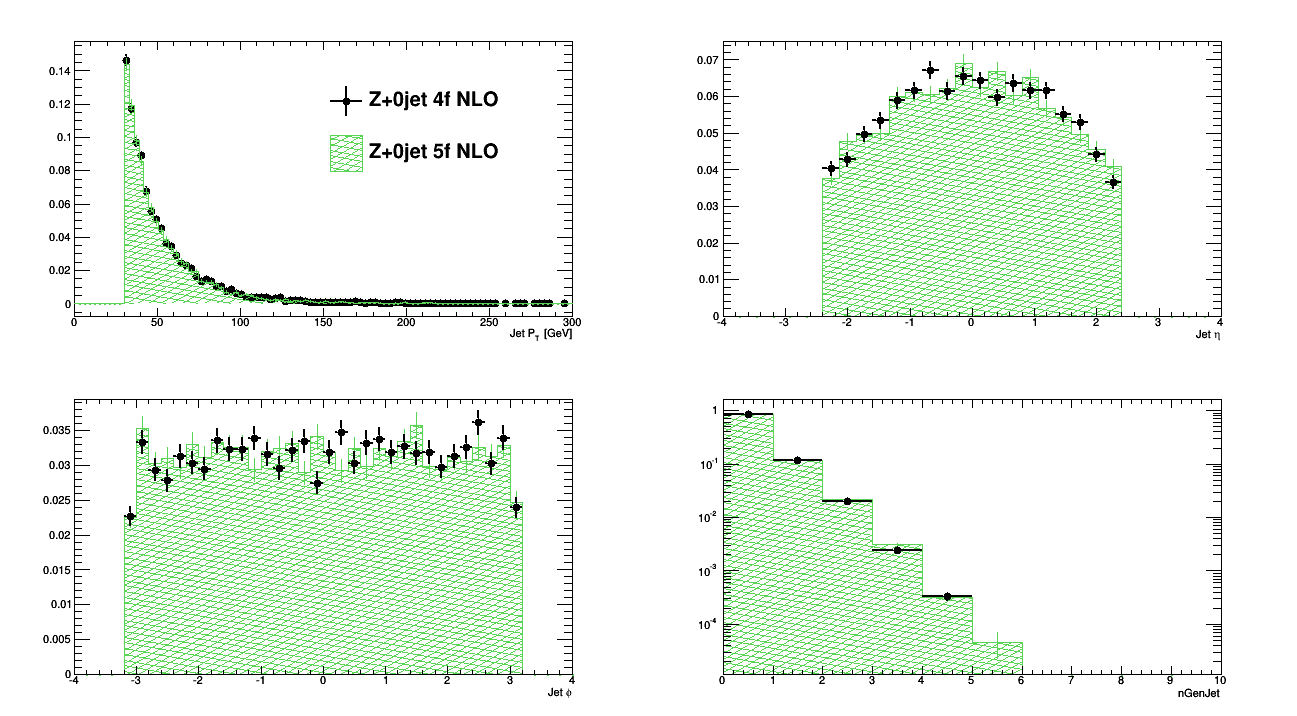 0.14
0.12
0.1
0.08
0.06
0.04
0.02
0
Z+0jet 4f NLO
Z+0jet 5f NLO
0 50 100 150 200 250 300
Jet P_T [GeV]
0.07
0.06
0.05
0.04
0.03
0.02
0.01
0
-4 -3 -2 -1 0 1 2 3 4
Jet η
0.035
0.03
0.025
0.02
0.015
0.01
0.005
0
-4 -3 -2 -1 0 1 2 3 4
Jet ϕ
1
10^-1
10^-2
10^-3
10^-4
0 1 2 3 4 5 6 7 8 9 10
nGenJet